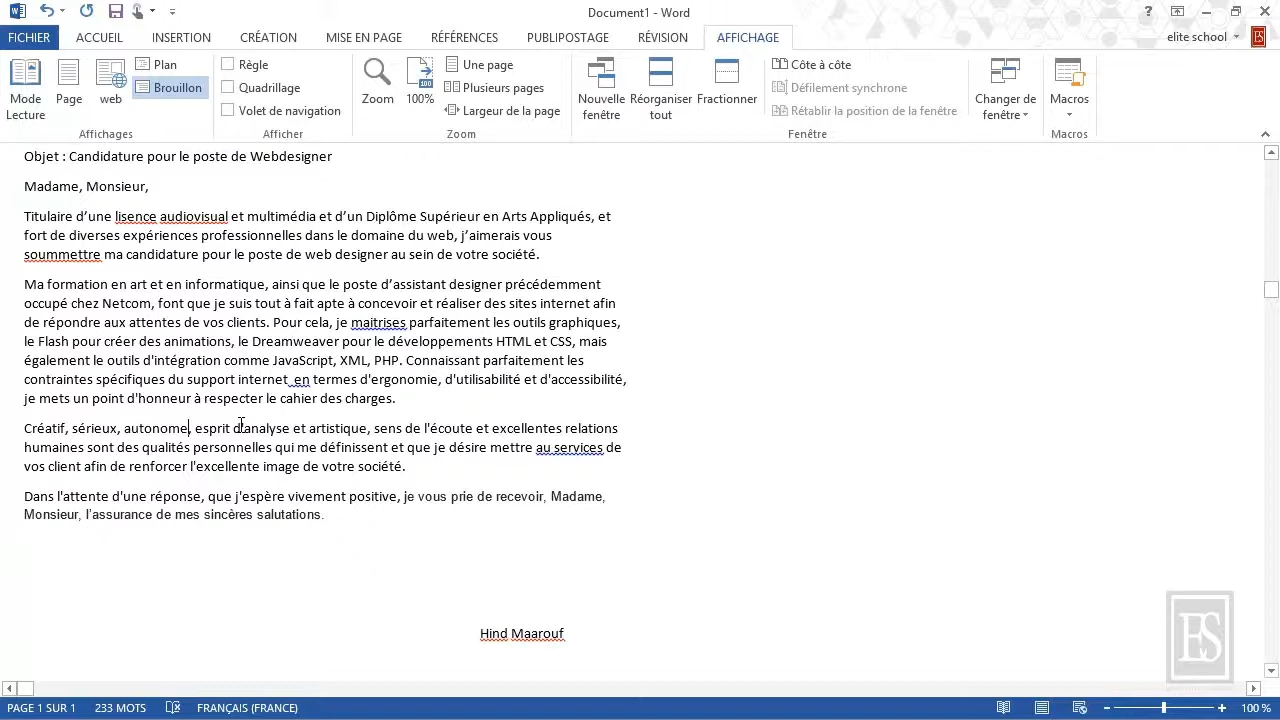 Document1 - Word
FICHIER ACCUEIL INSERTION CRÉATION MISE EN PAGE RÉFÉRENCES PUBLIPOSTAGE RÉVISION AFFICHAGE elite school
Mode Lecture Page web Plan Brouillon
Règle Quadrillage Volet de navigation
Zoom 100% Une page Plusieurs pages Largeur de la page
Nouvelle fenêtre Réorganiser tout Fractionner Côte à côte Défilement synchrone Rétablir la position de la fenêtre Changer de fenêtre Macros
Affichages Afficher Zoom Fenêtre Macros
Objet : Candidature pour le poste de Webdesigner
Madame, Monsieur,
Titulaire d’une lisence audiovisual et multimédia et d’un Diplôme Supérieur en Arts Appliqués, et
fort de diverses expériences professionnelles dans le domaine du web, j’aimerais vous
soummettre ma candidature pour le poste de web designer au sein de votre société.
Ma formation en art et en informatique, ainsi que le poste d’assistant designer précédemment
occupé chez Netcom, font que je suis tout à fait apte à concevoir et réaliser des sites internet afin
de répondre aux attentes de vos clients. Pour cela, je maitrises parfaitement les outils graphiques,
le Flash pour créer des animations, le Dreamweaver pour le développements HTML et CSS, mais
également le outils d'intégration comme JavaScript, XML, PHP. Connaissant parfaitement les
contraintes spécifiques du support internet  en termes d'ergonomie, d'utilisabilité et d'accessibilité,
je mets un point d'honneur à respecter le cahier des charges.
Créatif, sérieux, autonome, esprit d'analyse et artistique, sens de l'écoute et excellentes relations
humaines sont des qualités personnelles qui me définissent et que je désire mettre au services de
vos client afin de renforcer l'excellente image de votre société.
Dans l'attente d'une réponse, que j'espère vivement positive, je vous prie de recevoir, Madame,
Monsieur, l’assurance de mes sincères salutations.
Hind Maarouf
ES
PAGE 1 SUR 1 233 MOTS FRANÇAIS (FRANCE) 100 %